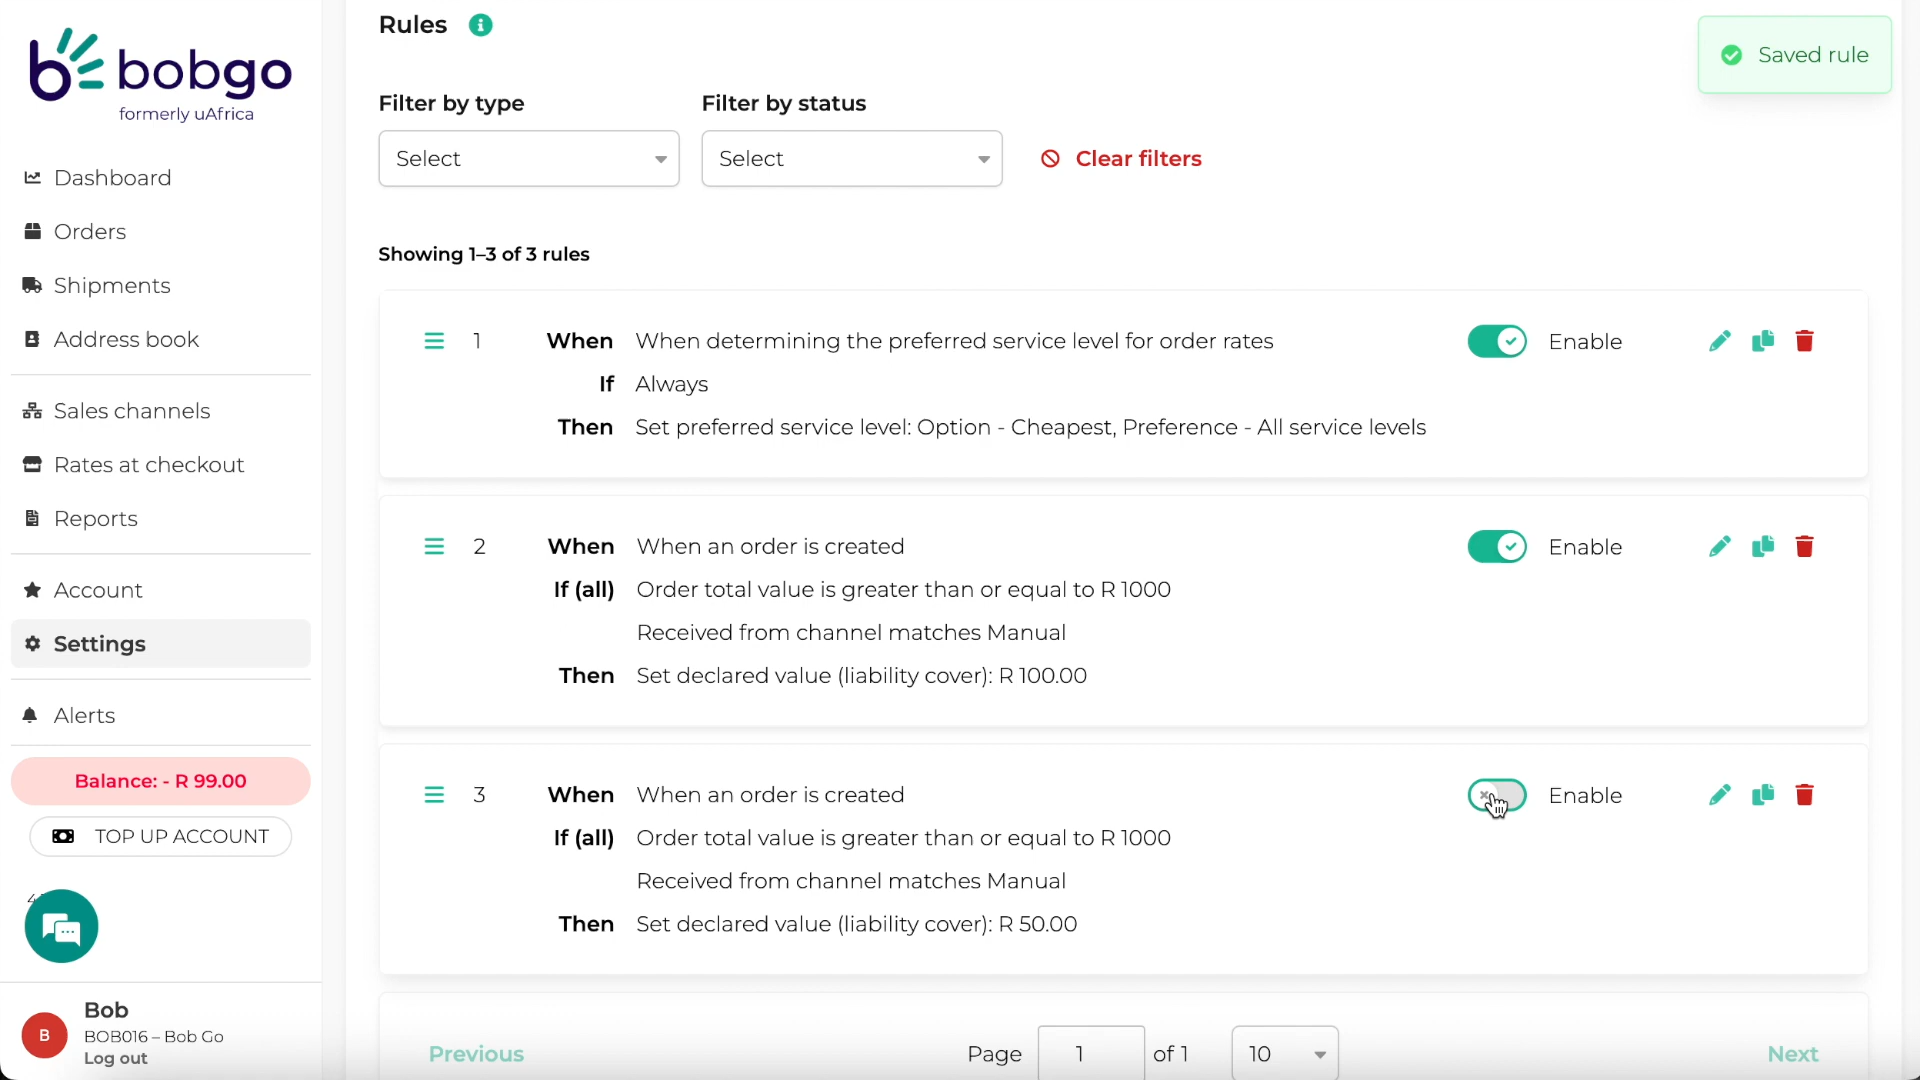 bobgo
formerly uAfrica
Dashboard
Orders
Shipments
Address book
Sales channels
Rates at checkout
Reports
Account
Settings
Alerts
Balance: - R 99.00
TOP UP ACCOUNT
B
Bob
BOB016 – Bob Go
Log out
Rules
Saved rule
Filter by type
Filter by status
Select
Select
Clear filters
Showing 1–3 of 3 rules
1 When When determining the preferred service level for order rates Enable
If Always
Then Set preferred service level: Option - Cheapest, Preference - All service levels
2 When When an order is created Enable
If (all) Order total value is greater than or equal to R 1000
Received from channel matches Manual
Then Set declared value (liability cover): R 100.00
3 When When an order is created Enable
If (all) Order total value is greater than or equal to R 1000
Received from channel matches Manual
Then Set declared value (liability cover): R 50.00
Previous Page 1 of 1 10 Next